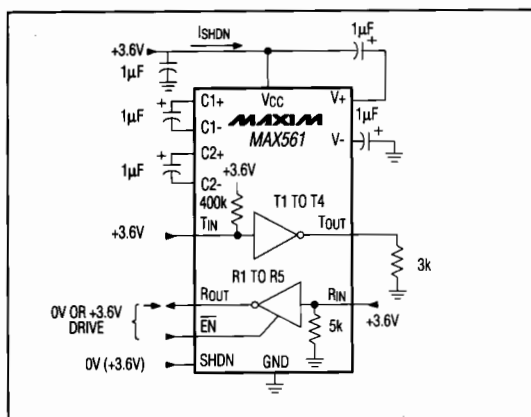 ISHDN
+3.6V
1µF
1µF
+
VCC
V+
1µF
+
C1+
C1-
1µF
+
MAXIM
MAX561
V-
+
C2+
C2-
1µF
+
+3.6V
400k
T1 TO T4
+3.6V
TIN
TOUT
3k
R1 TO R5
ROUT
RIN
+3.6V
0V OR +3.6V
DRIVE
EN
5k
0V (+3.6V)
SHDN
GND